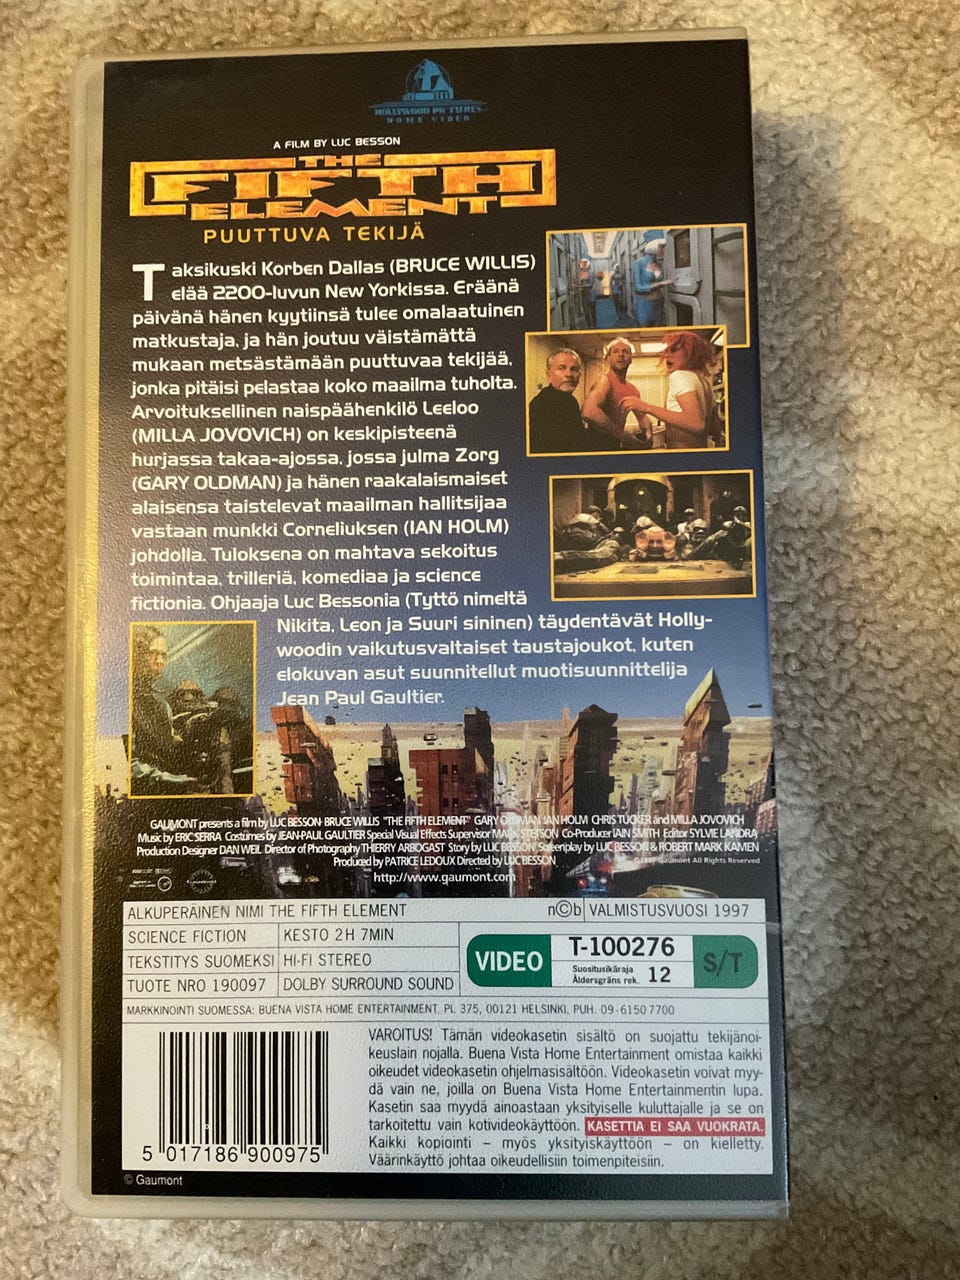 HOLLYWOOD PICTURES
HOME VIDEO
A FILM BY LUC BESSON
THE
FIFTH
ELEMENT
PUUTTUVA TEKIJÄ
Taksikuski Korben Dallas (BRUCE WILLIS)
elää 2200-luvun New Yorkissa. Eräänä
päivänä hänen kyytiinsä tulee omalaatuinen
matkustaja, ja hän joutuu väistämättä
mukaan metsästämään puuttuvaa tekijää,
jonka pitäisi pelastaa koko maailma tuholta.
Arvoituksellinen naispäähenkilö Leeloo
(MILLA JOVOVICH) on keskipisteenä
hurjassa takaa-ajossa, jossa julma Zorg
(GARY OLDMAN) ja hänen raakalaismaiset
alaisensa taistelevat maailman hallitsijaa
vastaan munkki Corneliuksen (IAN HOLM)
johdolla. Tuloksena on mahtava sekoitus
toimintaa, trilleriä, komediaa ja science
fictionia. Ohjaaja Luc Bessonia (Tyttö nimeltä
Nikita, Leon ja Suuri sininen) täydentävät Holly-
woodin vaikutusvaltaiset taustajoukot, kuten
elokuvan asut suunnitellut muotisuunnittelija
Jean Paul Gaultier.
GAUMONT presents a film by LUC BESSON BRUCE WILLIS "THE FIFTH ELEMENT" GARY OLDMAN IAN HOLM CHRIS TUCKER and MILLA JOVOVICH
Music by ERIC SERRA Costumes by JEAN-PAUL GAULTIER Special Visual Effects Supervisor MARK STETSON Co-Producer IAIN SMITH Editor SYLVIE LANDRA
Production Designer DAN WEIL Director of Photography THIERRY ARBOGAST Story by LUC BESSON Screenplay by LUC BESSON & ROBERT MARK KAMEN
Produced by PATRICE LEDOUX Directed by LUC BESSON ©1997 Gaumont All Rights Reserved
http://www.gaumont.com
ALKUPERÄINEN NIMI THE FIFTH ELEMENT n©b VALMISTUSVUOSI 1997
SCIENCE FICTION KESTO 2H 7MIN
TEKSTITYS SUOMEKSI HI-FI STEREO
TUOTE NRO 190097 DOLBY SURROUND SOUND
VIDEO T-100276 S/T
Suositusikäraja
Åldersgräns rek. 12
MARKKINOINTI SUOMESSA: BUENA VISTA HOME ENTERTAINMENT, PL 375, 00121 HELSINKI, PUH. 09-6150 7700
VAROITUS! Tämän videokasetin sisältö on suojattu tekijänoi-
keuslain nojalla. Buena Vista Home Entertainment omistaa kaikki
oikeudet videokasetin ohjelmasisältöön. Videokasetin voivat myy-
dä vain ne, joilla on Buena Vista Home Entertainmentin lupa.
Kasetin saa myydä ainoastaan yksityiselle kuluttajalle ja se on
tarkoitettu vain kotivideokäyttöön. KASETTIA EI SAA VUOKRATA.
Kaikki kopiointi – myös yksityiskäyttöön – on kielletty.
Väärinkäyttö johtaa oikeudellisiin toimenpiteisiin.
5 017186 900975
© Gaumont